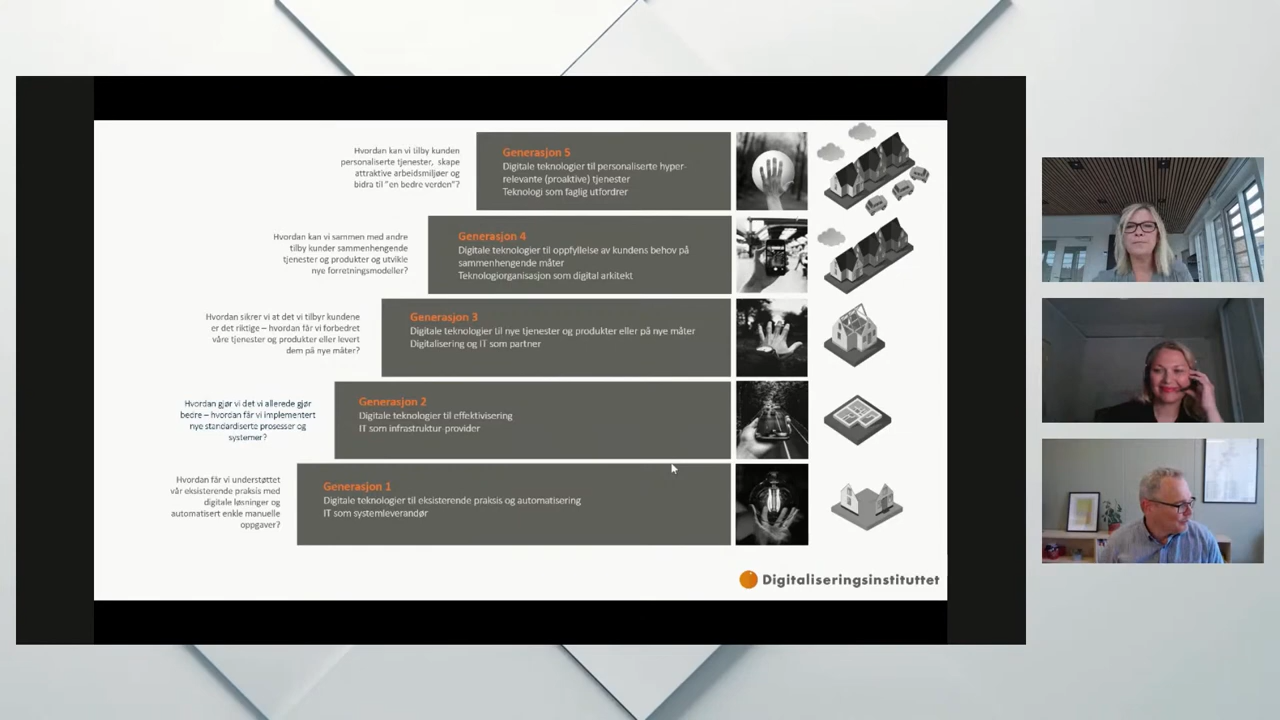 Hvordan kan vi tilby kunden
personaliserte tjenester, skape
attraktive arbeidsmiljøer og
bidra til "en bedre verden"?
Generasjon 5
Digitale teknologier til personaliserte hyper-
relevante (proaktive) tjenester
Teknologi som faglig utfordrer
Hvordan kan vi sammen med andre
tilby kunder sammenhengende
tjenester og produkter og utvikle
nye forretningsmodeller?
Generasjon 4
Digitale teknologier til oppfyllelse av kundens behov på
sammenhengende måter
Teknologiorganisasjon som digital arkitekt
Hvordan sikrer vi at det vi tilbyr kundene
er det riktige – hvordan får vi forbedret
våre tjenester og produkter eller levert
dem på nye måter?
Generasjon 3
Digitale teknologier til nye tjenester og produkter eller på nye måter
Digitalisering og IT som partner
Hvordan gjør vi det vi allerede gjør
bedre – hvordan får vi implementert
nye standardiserte prosesser og
systemer?
Generasjon 2
Digitale teknologier til effektivisering
IT som infrastruktur-provider
Hvordan får vi understøttet
vår eksisterende praksis med
digitale løsninger og
automatisert enkle manuelle
oppgaver?
Generasjon 1
Digitale teknologier til eksisterende praksis og automatisering
IT som systemleverandør
Digitaliseringsinstituttet